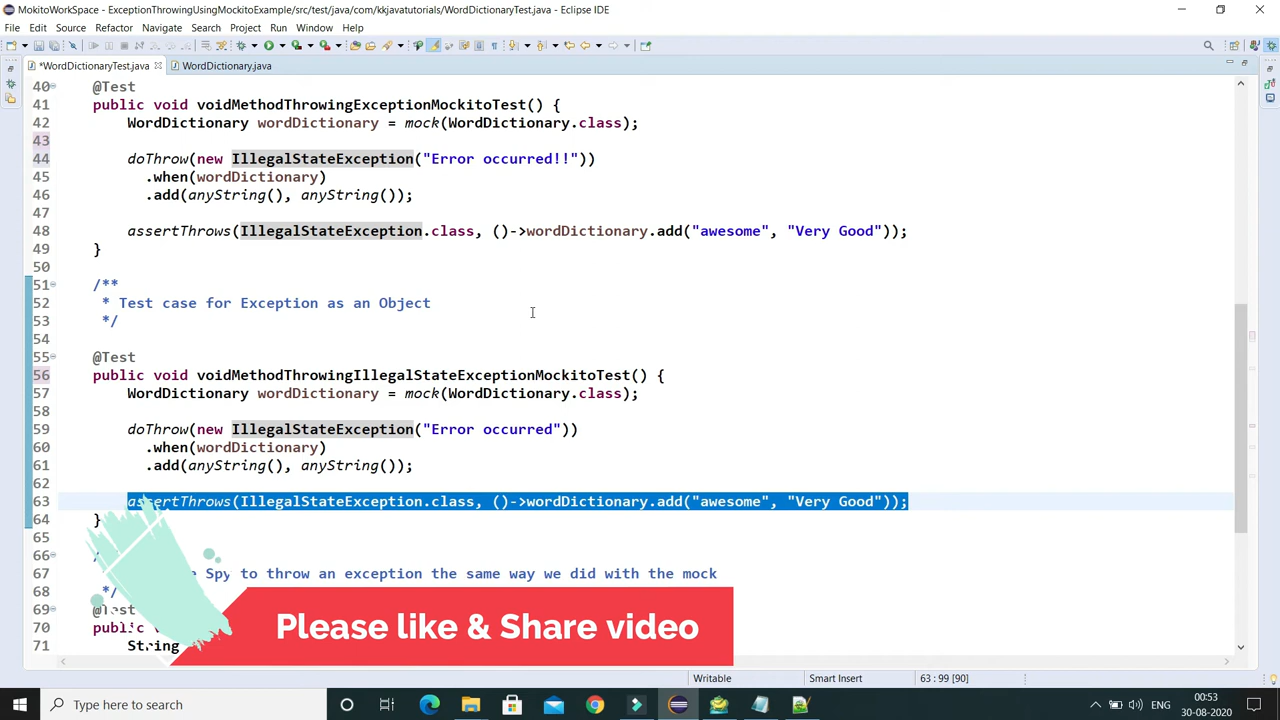 MokitoWorkSpace - ExceptionThrowingUsingMockitoExample/src/test/java/com/kkjavatutorials/WordDictionaryTest.java - Eclipse IDE
File Edit Source Refactor Navigate Search Project Run Window Help
*WordDictionaryTest.java WordDictionary.java
40 @Test
41 public void voidMethodThrowingExceptionMockitoTest() {
42 WordDictionary wordDictionary = mock(WordDictionary.class);
43
44 doThrow(new IllegalStateException("Error occurred!!"))
45 .when(wordDictionary)
46 .add(anyString(), anyString());
47
48 assertThrows(IllegalStateException.class, ()->wordDictionary.add("awesome", "Very Good"));
49 }
50
51 /**
52 * Test case for Exception as an Object
53 */
54
55 @Test
56 public void voidMethodThrowingIllegalStateExceptionMockitoTest() {
57 WordDictionary wordDictionary = mock(WordDictionary.class);
58
59 doThrow(new IllegalStateException("Error occurred"))
60 .when(wordDictionary)
61 .add(anyString(), anyString());
62
63 assertThrows(IllegalStateException.class, ()->wordDictionary.add("awesome", "Very Good"));
64 }
65
66
67 Spy to throw an exception the same way we did with the mock
68 */
69 @Test
70 public
71 String
Please like & Share video
Writable Smart Insert 63 : 99 [90]
Type here to search
ENG
00:53
30-08-2020